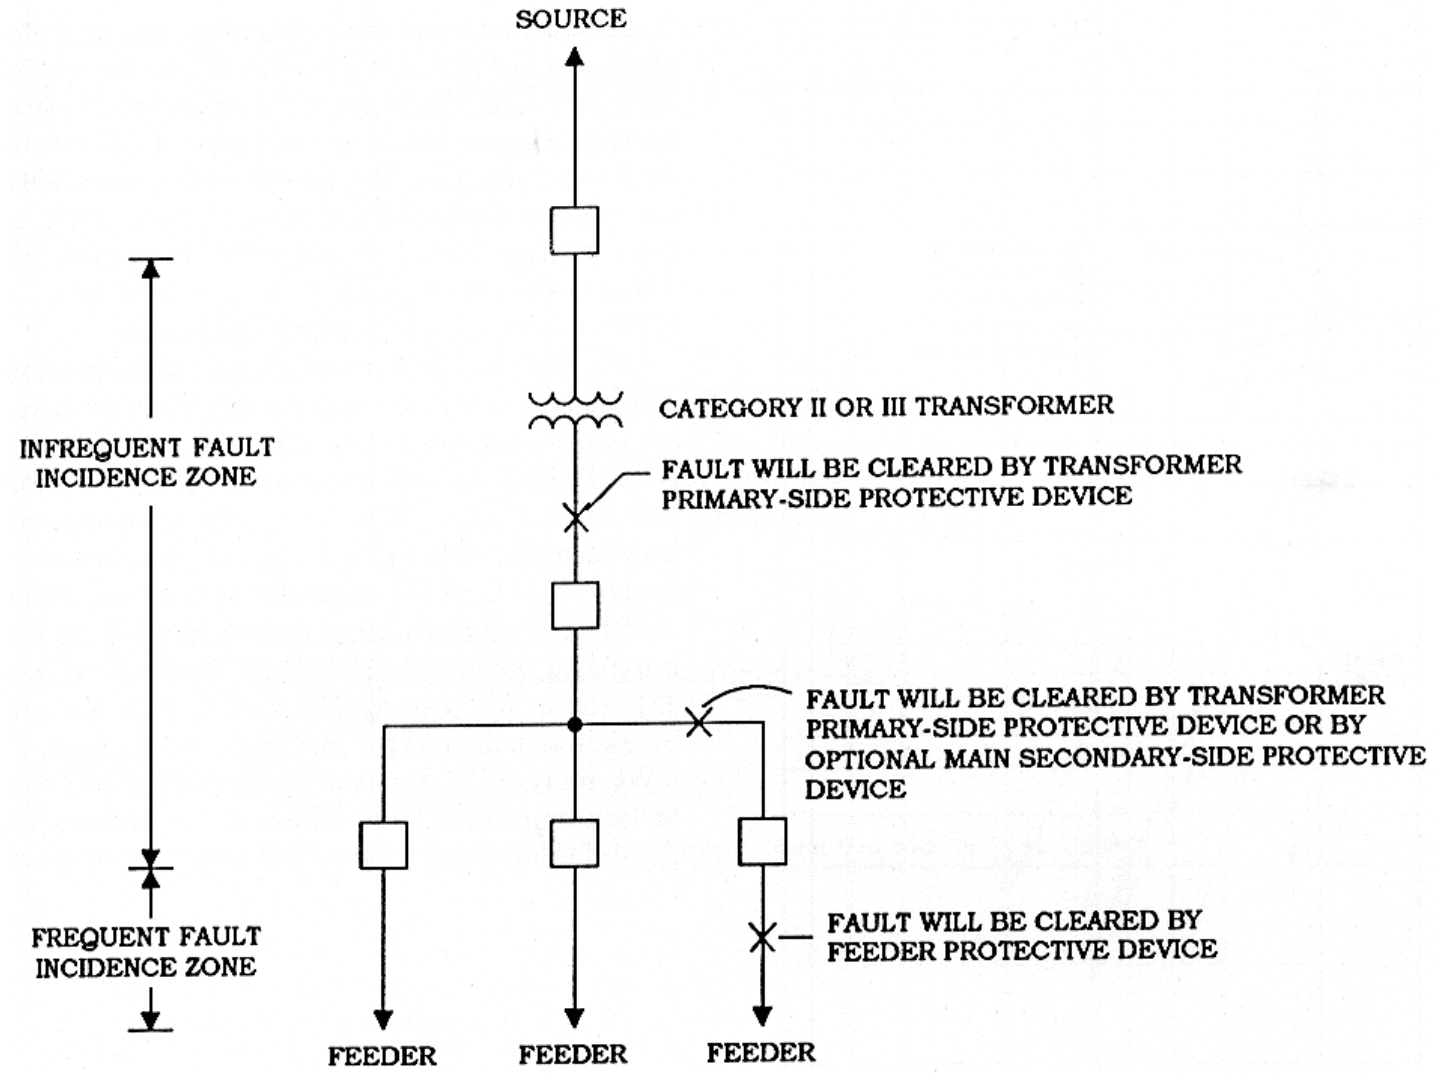 SOURCE
CATEGORY II OR III TRANSFORMER
INFREQUENT FAULT
INCIDENCE ZONE
FAULT WILL BE CLEARED BY TRANSFORMER
PRIMARY-SIDE PROTECTIVE DEVICE
FAULT WILL BE CLEARED BY TRANSFORMER
PRIMARY-SIDE PROTECTIVE DEVICE OR BY
OPTIONAL MAIN SECONDARY-SIDE PROTECTIVE
DEVICE
FREQUENT FAULT
INCIDENCE ZONE
FAULT WILL BE CLEARED BY
FEEDER PROTECTIVE DEVICE
FEEDER
FEEDER
FEEDER